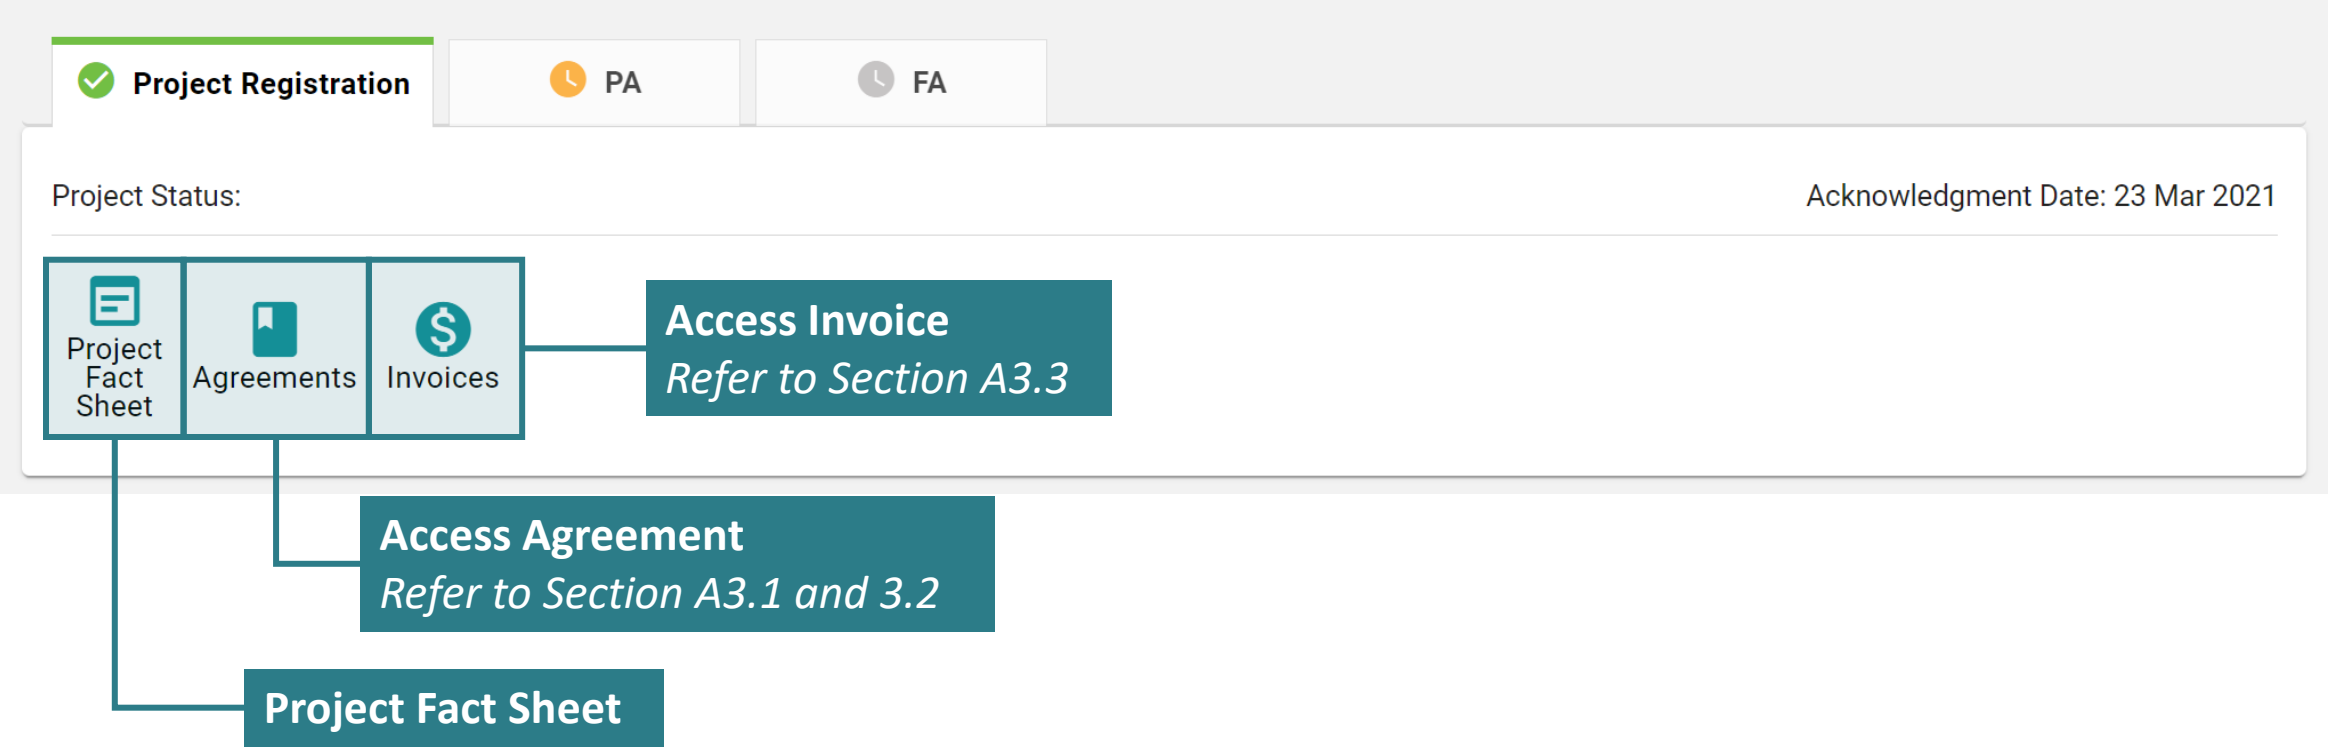 Project Registration
PA
FA
Project Status:
Acknowledgment Date: 23 Mar 2021
Project
Fact
Sheet
Agreements
Invoices
Access Invoice
Refer to Section A3.3
Access Agreement
Refer to Section A3.1 and 3.2
Project Fact Sheet